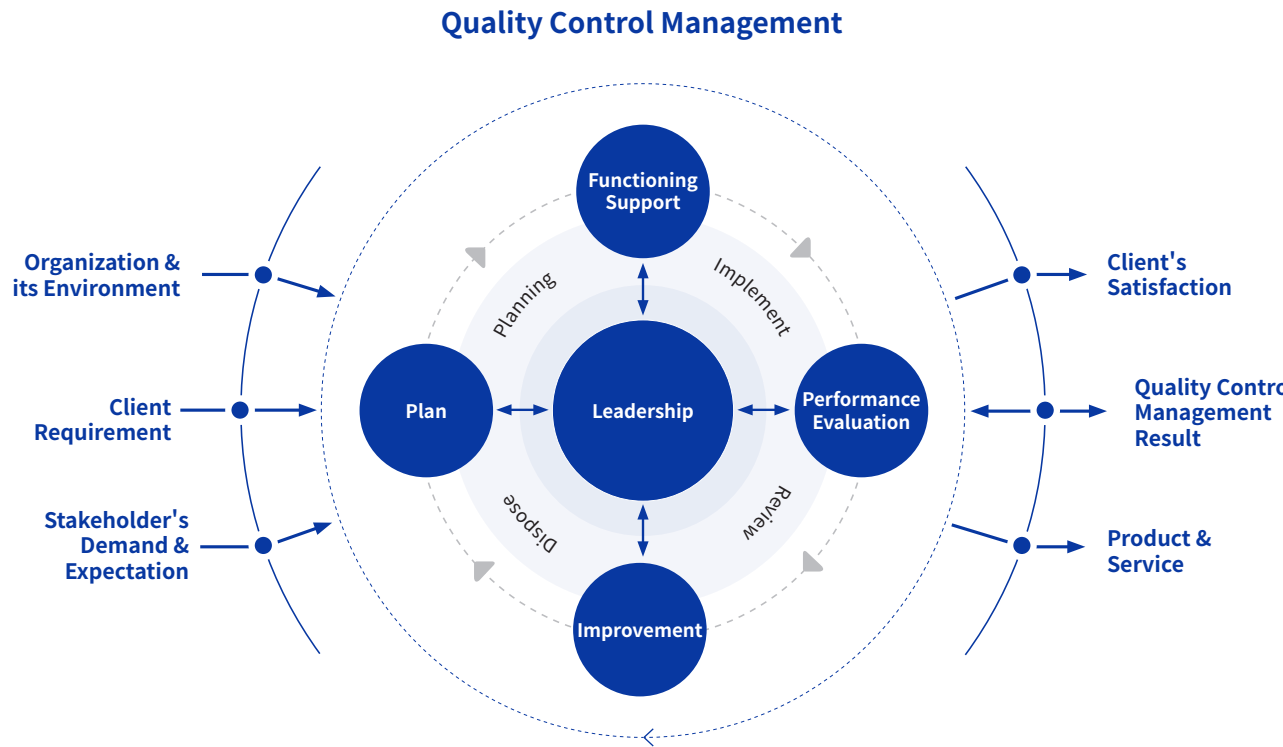 Quality Control Management
Functioning
Support
Organization &
its Environment
Planning
Implement
Client's
Satisfaction
Client
Requirement
Plan
Leadership
Performance
Evaluation
Quality Contro
Management
Result
Stakeholder's
Demand &
Expectation
Dispose
Review
Product &
Service
Improvement